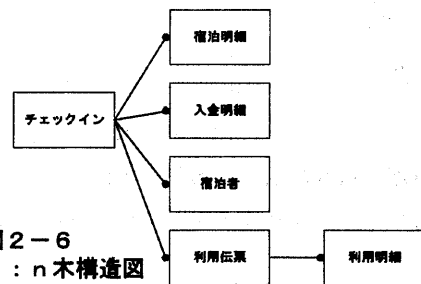 宿泊明細
チェックイン
入金明細
宿泊者
利用伝票
利用明細
2-6
:n木構造図